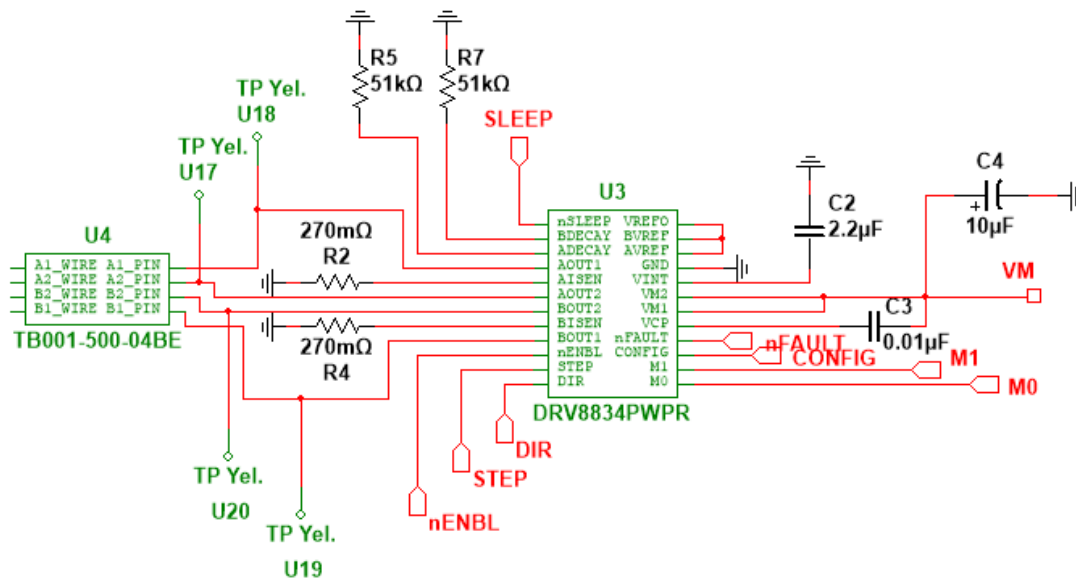 R5
51kΩ
R7
51kΩ
TP Yel.
U18
TP Yel.
U17
SLEEP
U3
C2
2.2µF
C4
+
10µF
VM
U4
A1_WIRE A1_PIN
A2_WIRE A2_PIN
B2_WIRE B2_PIN
B1_WIRE B1_PIN
TB001-500-04BE
270mΩ
R2
270mΩ
R4
nSLEEP VREFO
BDECAY BVREF
ADECAY AVREF
AOUT1 GND
AISEN VINT
AOUT2 VM2
BOUT2 VM1
BISEN VCP
BOUT1 nFAULT
nENBL CONFIG
STEP M1
DIR M0
DRV8834PWPR
C3
0.01µF
nFAULT
CONFIG
M1
M0
DIR
STEP
nENBL
TP Yel.
U20
TP Yel.
U19